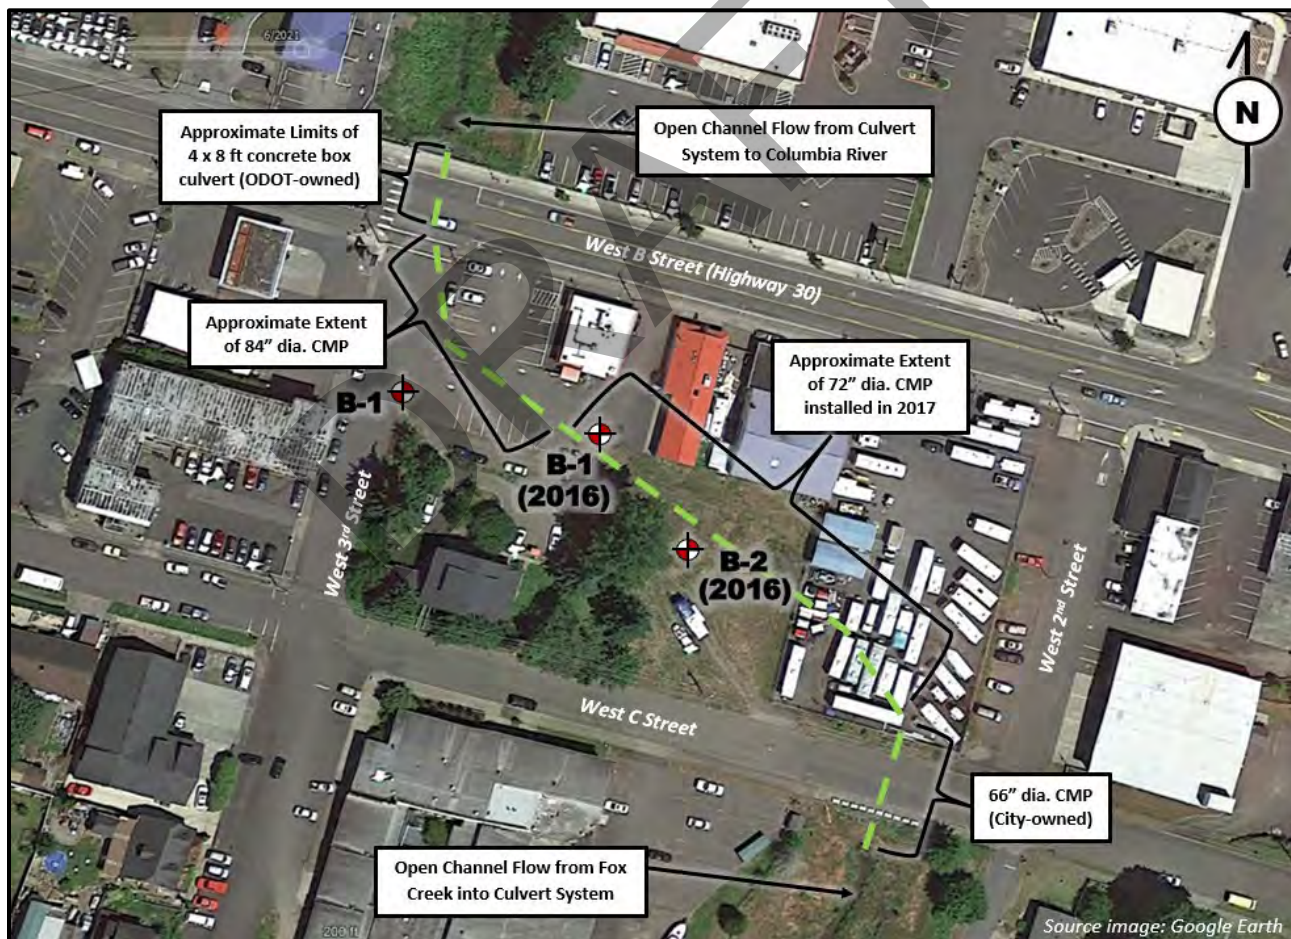 6/2021
Approximate Limits of
4 x 8 ft concrete box
culvert (ODOT-owned)
Open Channel Flow from Culvert
System to Columbia River
N
West B Street (Highway 30)
Approximate Extent
of 84” dia. CMP
Approximate Extent
of 72” dia. CMP
installed in 2017
B-1
B-1
(2016)
B-2
(2016)
West 3rd Street
West 2nd Street
West C Street
66” dia. CMP
(City-owned)
Open Channel Flow from Fox
Creek into Culvert System
200 ft
Source image: Google Earth
DRAFT